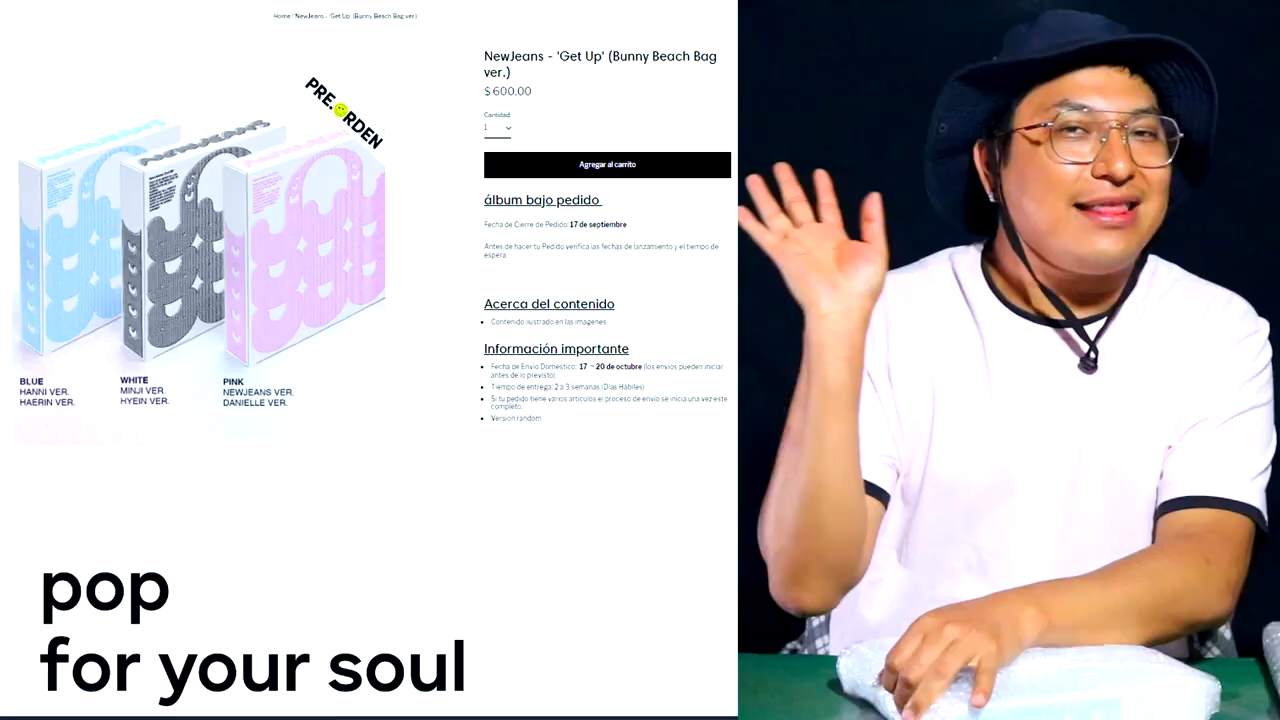 Home / NewJeans - 'Get Up' (Bunny Beach Bag ver.)
PRE.ORDEN
NewJeans - 'Get Up' (Bunny Beach Bag
ver.)
$ 600.00
Cantidad
1
Agregar al carrito
álbum bajo pedido
Fecha de Cierre de Pedido: 17 de septiembre
Antes de hacer tu Pedido verifica las fechas de lanzamiento y el tiempo de
espera.
Acerca del contenido
Contenido ilustrado en las imagenes
Información importante
Fecha de Envio Domestico: 17 ~ 20 de octubre (los envios pueden iniciar
antes de lo previsto).
Tiempo de entrega: 2 a 3 semanas (Días Hábiles)
Si tu pedido tiene varios articulos el proceso de envío se inicia una vez este
completo.
Version random
BLUE
HANNI VER.
HAERIN VER.
WHITE
MINJI VER.
HYEIN VER.
PINK
NEWJEANS VER.
DANIELLE VER.
pop
for your soul